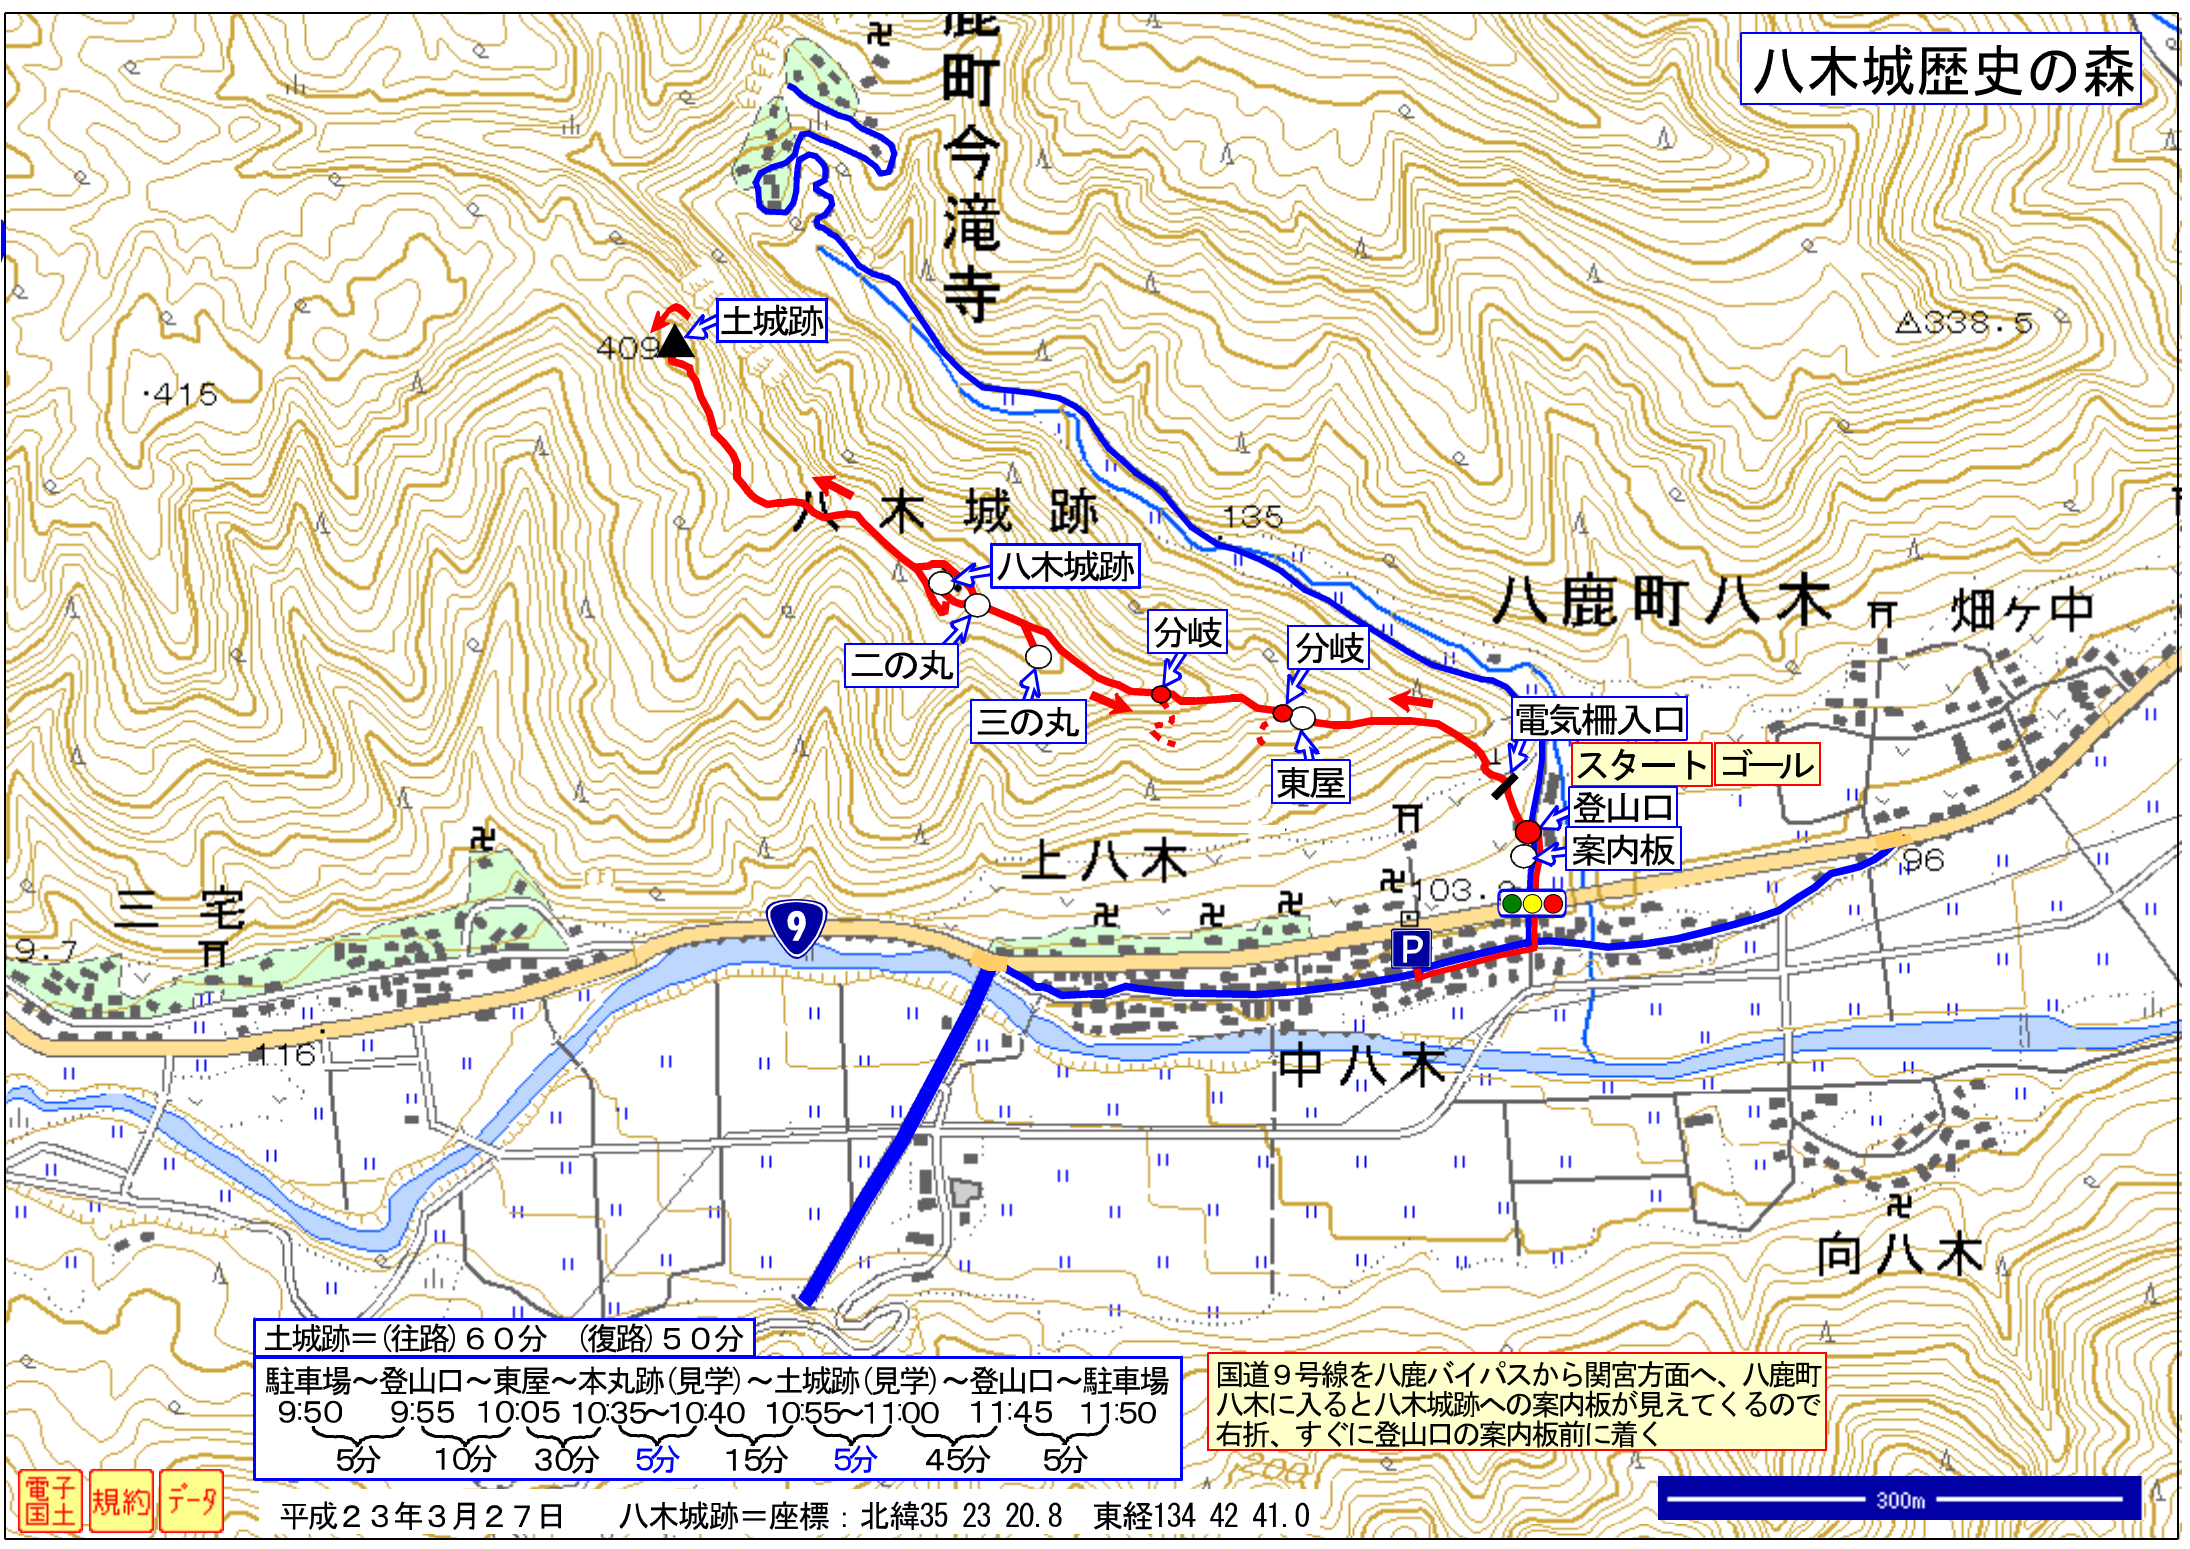 八木城歴史の森
鹿町今滝寺
土城跡
409
・415
338.5
八木城跡
135
八木城跡
二の丸
三の丸
分岐
分岐
東屋
八鹿町八木
畑ヶ中
電気柵入口
スタート
ゴール
登山口
案内板
上八木
三宅
9.7
9
103.
P
96
116
中八木
向八木
土城跡＝(往路)６０分　(復路)５０分
駐車場～登山口～東屋～本丸跡(見学)～土城跡(見学)～登山口～駐車場
9:50 9:55 10:05 10:35～10:40 10:55～11:00 11:45 11:50
5分 10分 30分 5分 15分 5分 45分 5分
国道９号線を八鹿バイパスから関宮方面へ、八鹿町
八木に入ると八木城跡への案内板が見えてくるので
右折、すぐに登山口の案内板前に着く
200
電子国土
規約
データ
平成２３年３月２７日　八木城跡＝座標：北緯35 23 20.8　東経134 42 41.0
300m